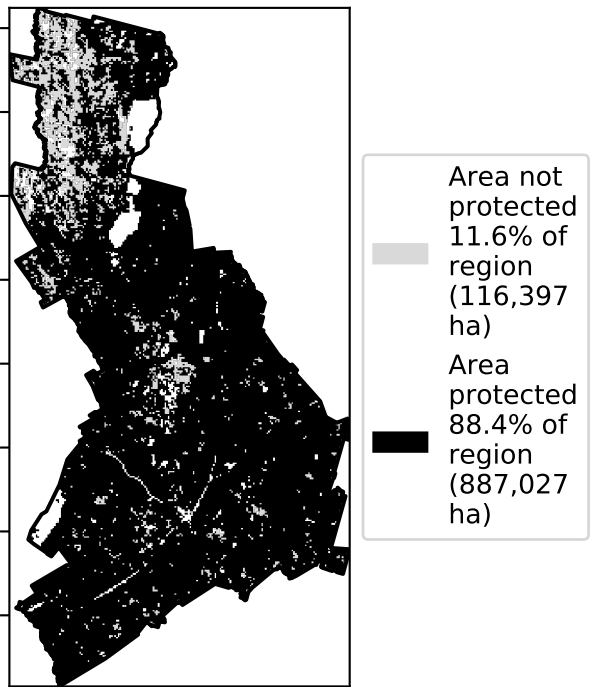 Area not
protected
11.6% of
region
(116,397
ha)
Area
protected
88.4% of
region
(887,027
ha)